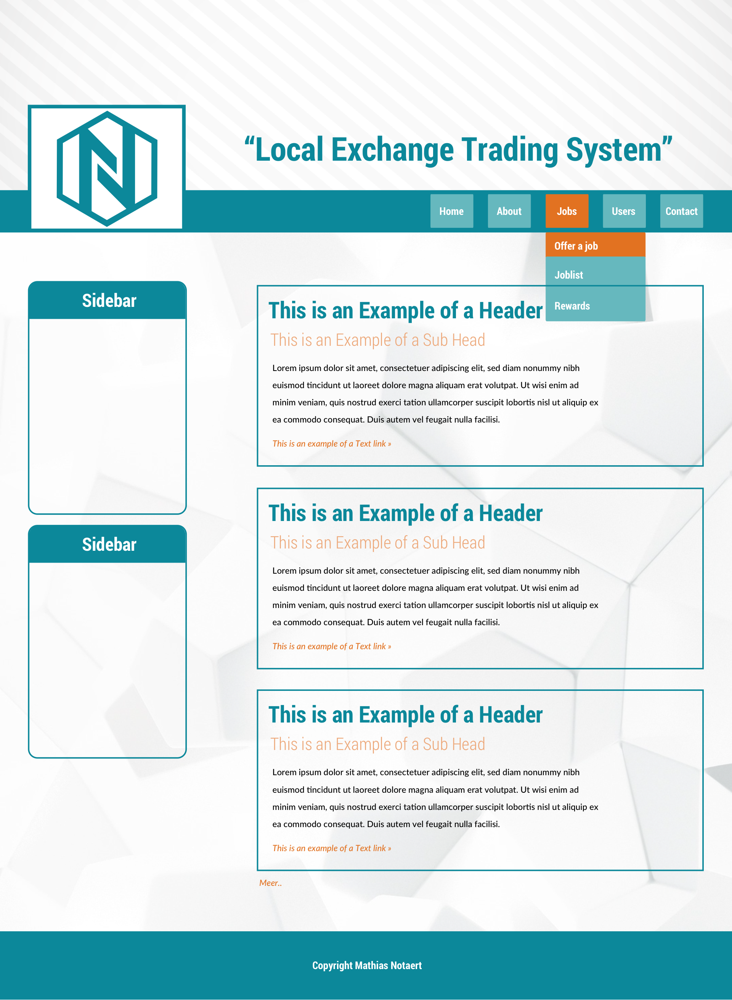 “Local Exchange Trading System”
Home
About
Jobs
Users
Contact
Offer a job
Joblist
Rewards
Sidebar
Sidebar
This is an Example of a Header
This is an Example of a Sub Head
Lorem ipsum dolor sit amet, consectetuer adipiscing elit, sed diam nonummy nibh
euismod tincidunt ut laoreet dolore magna aliquam erat volutpat. Ut wisi enim ad
minim veniam, quis nostrud exerci tation ullamcorper suscipit lobortis nisl ut aliquip ex
ea commodo consequat. Duis autem vel feugait nulla facilisi.
This is an example of a Text link »
This is an Example of a Header
This is an Example of a Sub Head
Lorem ipsum dolor sit amet, consectetuer adipiscing elit, sed diam nonummy nibh
euismod tincidunt ut laoreet dolore magna aliquam erat volutpat. Ut wisi enim ad
minim veniam, quis nostrud exerci tation ullamcorper suscipit lobortis nisl ut aliquip ex
ea commodo consequat. Duis autem vel feugait nulla facilisi.
This is an example of a Text link »
This is an Example of a Header
This is an Example of a Sub Head
Lorem ipsum dolor sit amet, consectetuer adipiscing elit, sed diam nonummy nibh
euismod tincidunt ut laoreet dolore magna aliquam erat volutpat. Ut wisi enim ad
minim veniam, quis nostrud exerci tation ullamcorper suscipit lobortis nisl ut aliquip ex
ea commodo consequat. Duis autem vel feugait nulla facilisi.
This is an example of a Text link »
Meer..
Copyright Mathias Notaert